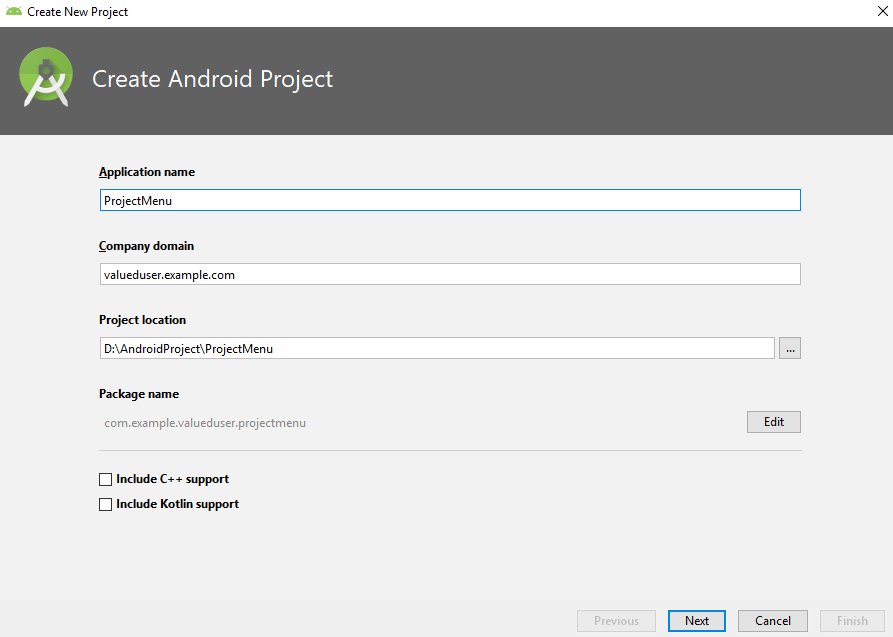 Create New Project
Create Android Project
Application name
ProjectMenu
Company domain
valueduser.example.com
Project location
D:\AndroidProject\ProjectMenu
...
Package name
com.example.valueduser.projectmenu
Edit
Include C++ support
Include Kotlin support
Previous Next Cancel Finish